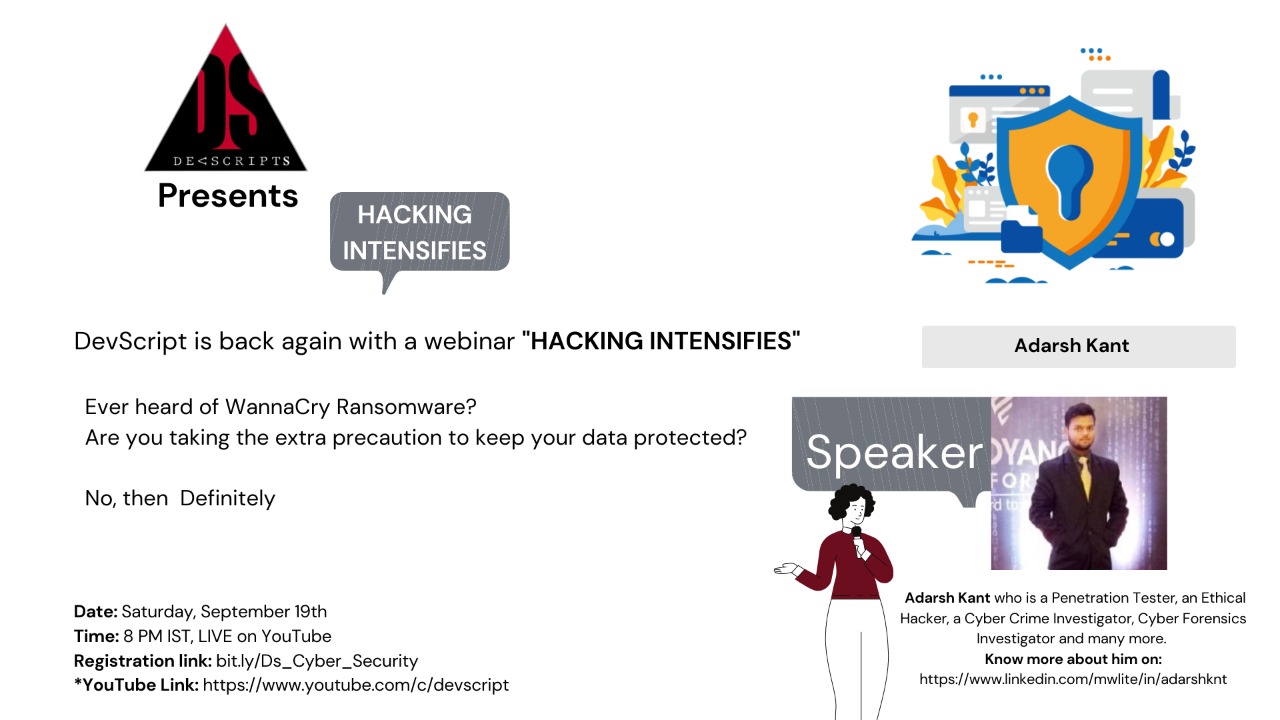 DS
DE<SCRIPTS
Presents
HACKING
INTENSIFIES
DevScript is back again with a webinar "HACKING INTENSIFIES"
Ever heard of WannaCry Ransomware?
Are you taking the extra precaution to keep your data protected?
No, then  Definitely
Date: Saturday, September 19th
Time: 8 PM IST, LIVE on YouTube
Registration link: bit.ly/Ds_Cyber_Security
*YouTube Link: https://www.youtube.com/c/devscript
Adarsh Kant
Speaker
Adarsh Kant who is a Penetration Tester, an Ethical
Hacker, a Cyber Crime Investigator, Cyber Forensics
Investigator and many more.
Know more about him on:
https://www.linkedin.com/mwlite/in/adarshknt